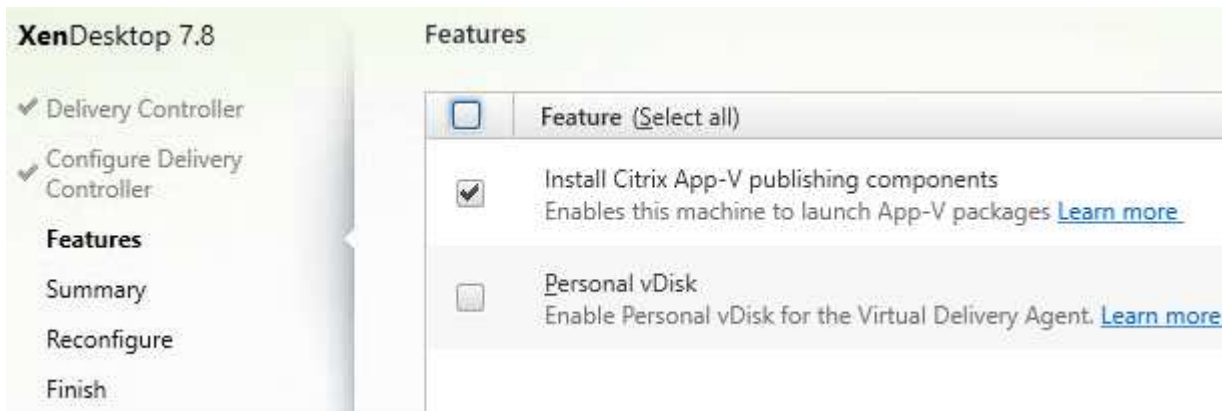 XenDesktop 7.8
Delivery Controller
Configure Delivery
Controller
Features
Summary
Reconfigure
Finish
Features
Feature (Select all)
Install Citrix App-V publishing components
Enables this machine to launch App-V packages Learn more
Personal vDisk
Enable Personal vDisk for the Virtual Delivery Agent. Learn more